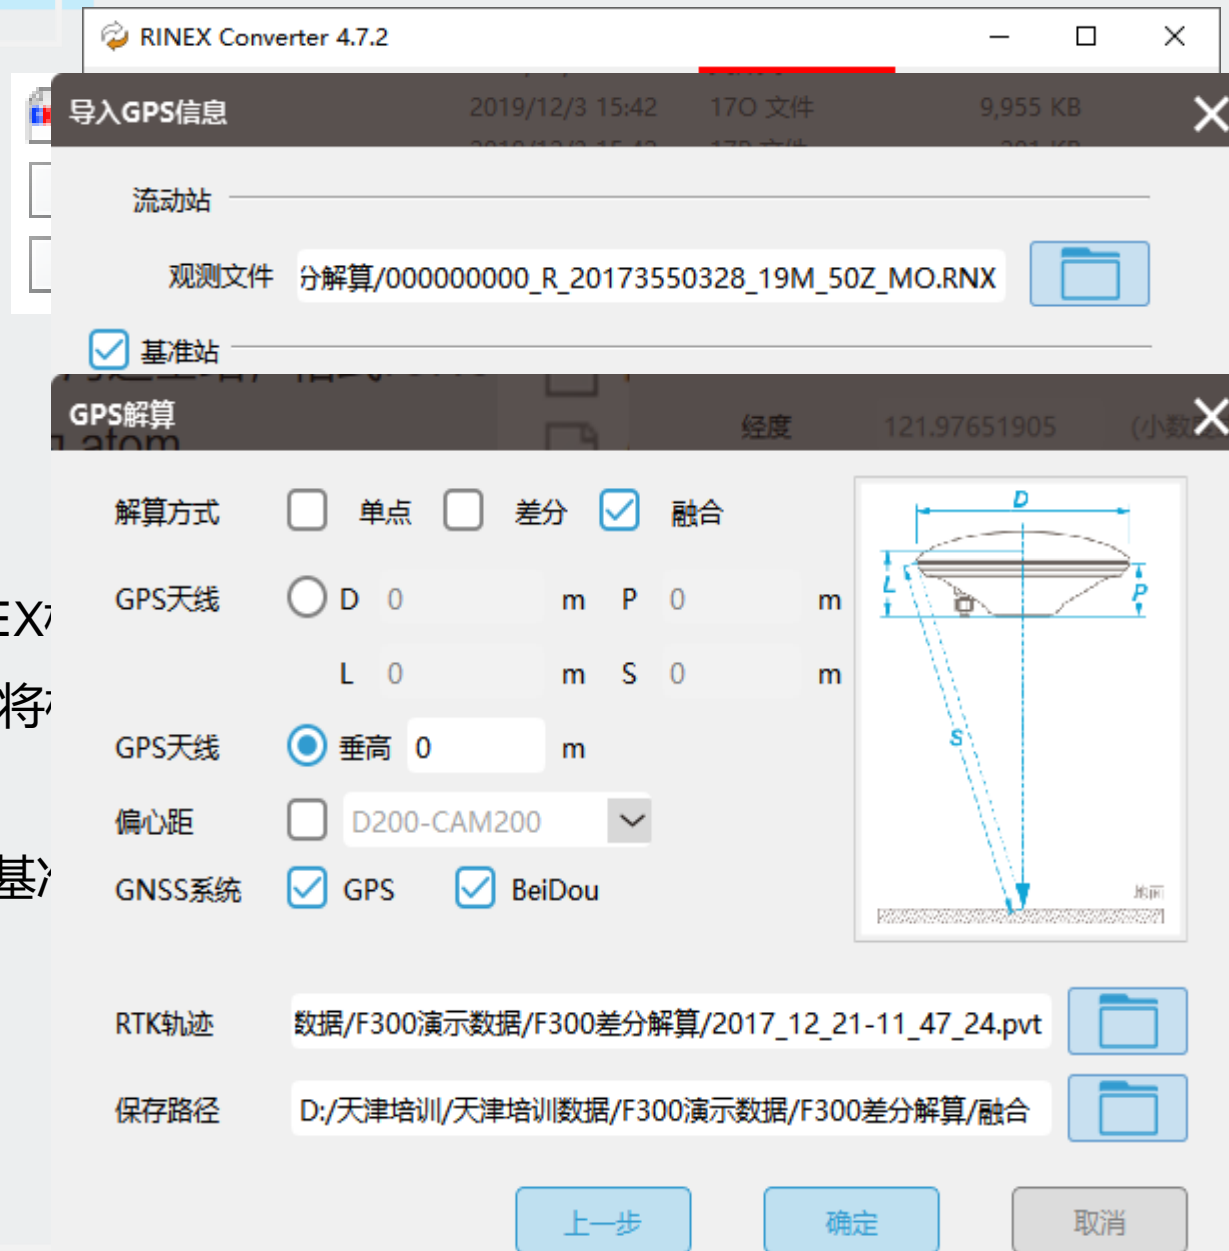 RINEX Converter 4.7.2
导入GPS信息
2019/12/3 15:42 17O 文件 9,955 KB
流动站
观测文件 分解算/000000000_R_20173550328_19M_50Z_MO.RNX
基准站
GPS解算
atom
经度 121.97651905 (小数
解算方式 单点 差分 融合
GPS天线 D 0 m P 0 m
L 0 m S 0 m
GPS天线 垂高 0 m
偏心距 D200-CAM200
GNSS系统 GPS BeiDou
D
L
P
S
地面
EX
将
基
RTK轨迹 数据/F300演示数据/F300差分解算/2017_12_21-11_47_24.pvt
保存路径 D:/天津培训/天津培训数据/F300演示数据/F300差分解算/融合
上一步 确定 取消